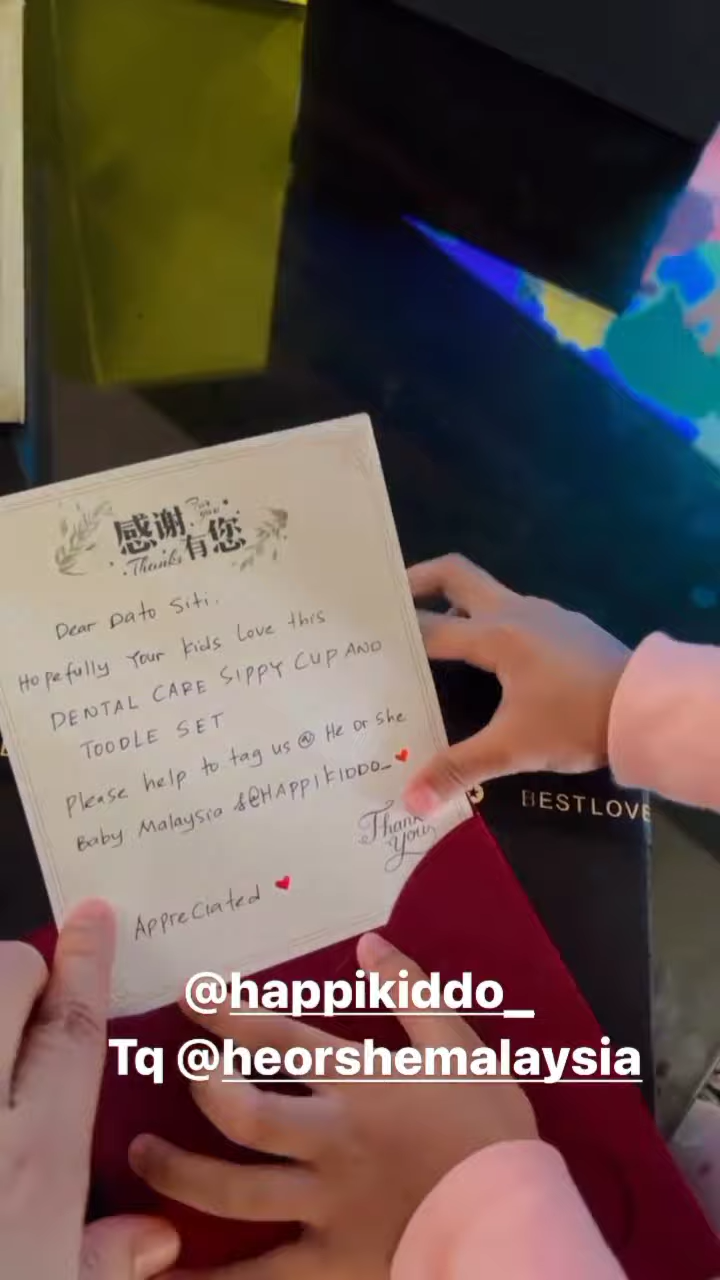 感谢 For you
Thanks 有您
Dear Dato Siti.
Hopefully Your kids Love this
DENTAL CARE SIPPY CUP AND
TOODLE SET
Please help to tag us @ He or she
Baby Malaysia &@HAPPIKIDDO_ ❤
Thank
You
Appreciated ❤
BESTLOVE
@happikiddo_
Tq @heorshemalaysia